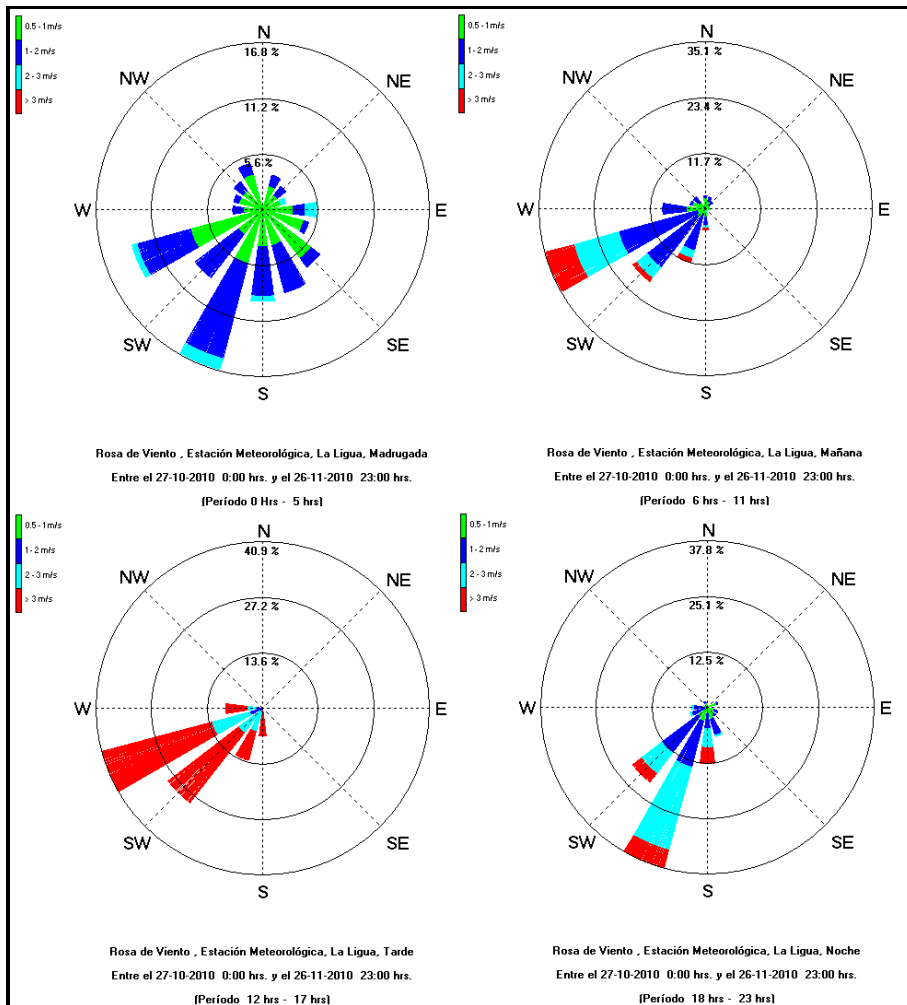 0.5 - 1 m/s
1 - 2 m/s
2 - 3 m/s
> 3 m/s
N
16.8 %
NW
NE
11.2 %
5.6 %
W
E
SW
SE
S
Rosa de Viento , Estación Meteorológica, La Ligua, Madrugada
Entre el 27-10-2010 0:00 hrs. y el 26-11-2010 23:00 hrs.
(Período 0 Hrs - 5 hrs)
0.5 - 1 m/s
1 - 2 m/s
2 - 3 m/s
> 3 m/s
N
35.1 %
NW
NE
23.4 %
11.7 %
W
E
SW
SE
S
Rosa de Viento , Estación Meteorológica, La Ligua, Mañana
Entre el 27-10-2010 0:00 hrs. y el 26-11-2010 23:00 hrs.
(Período 6 hrs - 11 hrs)
0.5 - 1 m/s
1 - 2 m/s
2 - 3 m/s
> 3 m/s
N
40.9 %
NW
NE
27.2 %
13.6 %
W
E
SW
SE
S
Rosa de Viento , Estación Meteorológica, La Ligua, Tarde
Entre el 27-10-2010 0:00 hrs. y el 26-11-2010 23:00 hrs.
(Período 12 hrs - 17 hrs)
0.5 - 1 m/s
1 - 2 m/s
2 - 3 m/s
> 3 m/s
N
37.8 %
NW
NE
25.1 %
12.5 %
W
E
SW
SE
S
Rosa de Viento , Estación Meteorológica, La Ligua, Noche
Entre el 27-10-2010 0:00 hrs. y el 26-11-2010 23:00 hrs.
(Período 18 hrs - 23 hrs)